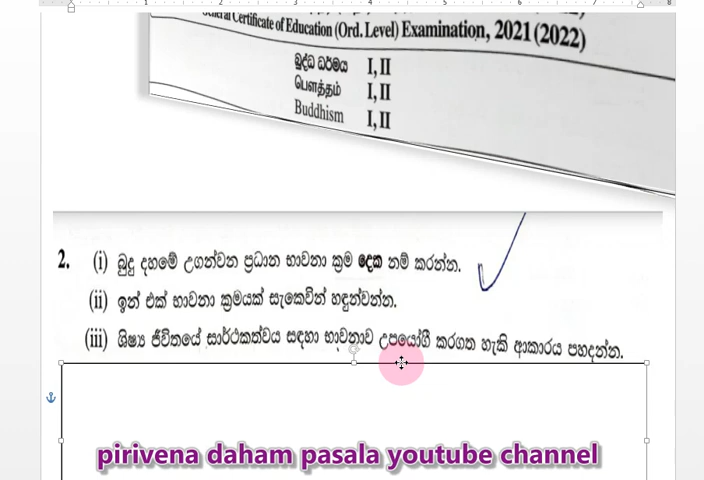 General Certificate of Education (Ord. Level) Examination, 2021 (2022)
බුද්ධ ධර්මය I, II
பௌத்தம் I, II
Buddhism I, II
2. (i) බුදු දහමේ උගන්වන ප්‍රධාන භාවනා ක්‍රම දෙක නම් කරන්න.
(ii) ඉන් එක් භාවනා ක්‍රමයක් සැකෙවින් හඳුන්වන්න.
(iii) ශිෂ්‍ය ජීවිතයේ සාර්ථකත්වය සඳහා භාවනාව උපයෝගී කරගත හැකි ආකාරය පහදන්න.
pirivena daham pasala youtube channel